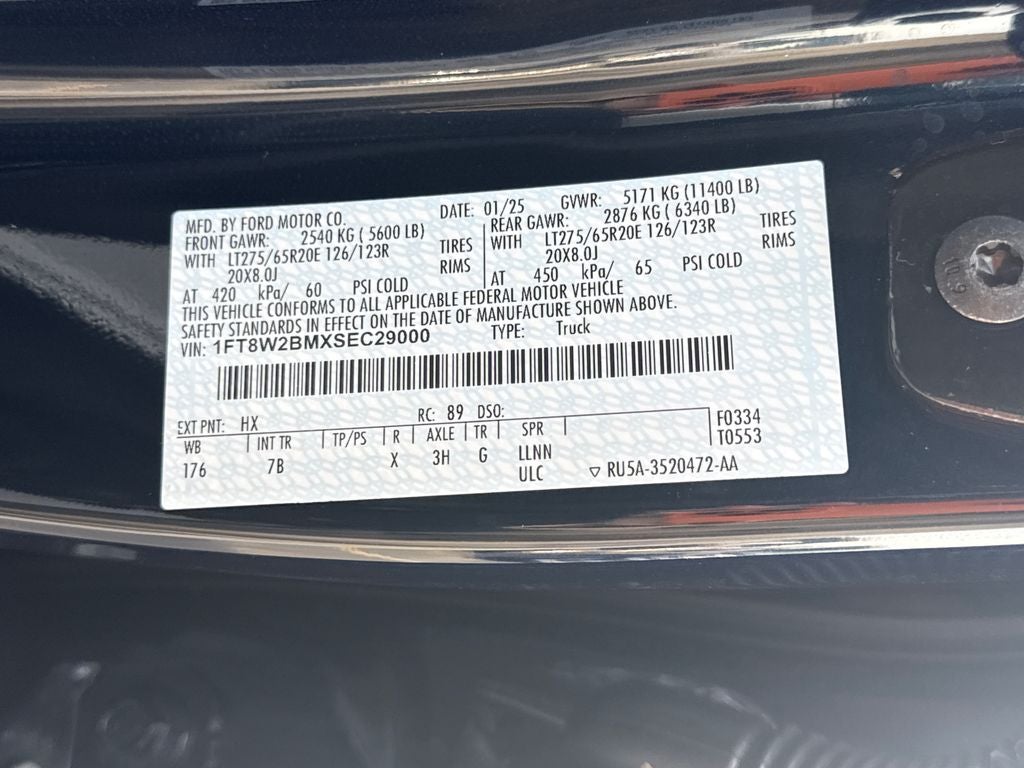 MFD. BY FORD MOTOR CO.
DATE: 01/25 GVWR: 5171 KG (11400 LB)
FRONT GAWR: 2540 KG ( 5600 LB)
REAR GAWR: 2876 KG ( 6340 LB)
WITH LT275/65R20E 126/123R TIRES
WITH LT275/65R20E 126/123R TIRES
20X8.0J RIMS
20X8.0J RIMS
AT 420 kPa/ 60 PSI COLD
AT 450 kPa/ 65 PSI COLD
THIS VEHICLE CONFORMS TO ALL APPLICABLE FEDERAL MOTOR VEHICLE
SAFETY STANDARDS IN EFFECT ON THE DATE OF MANUFACTURE SHOWN ABOVE.
VIN: 1FT8W2BMXSEC29000 TYPE: Truck
EXT PNT: HX RC: 89 DSO:
WB INT TR TP/PS R AXLE TR SPR F0334
176 7B X 3H G LLNN T0553
ULC RU5A-3520472-AA
10.9